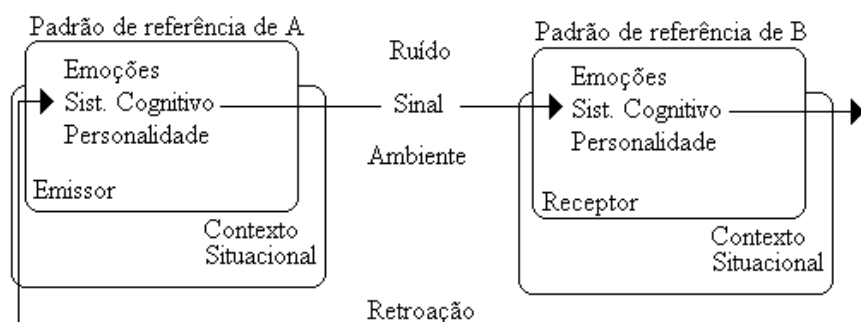 Padrão de referência de A
Emoções
Sist. Cognitivo
Personalidade
Emissor
Contexto
Situacional
Ruído
Sinal
Ambiente
Retroação
Padrão de referência de B
Emoções
Sist. Cognitivo
Personalidade
Receptor
Contexto
Situacional